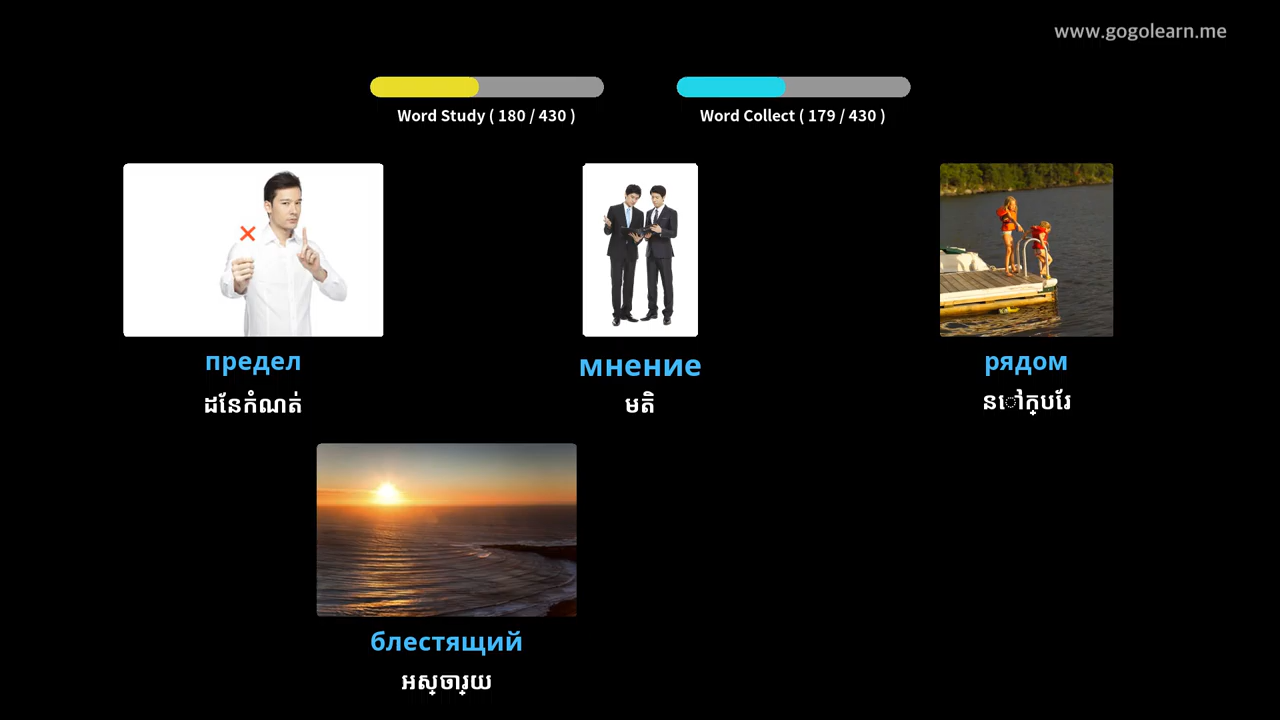 www.gogolearn.me
Word Study ( 180 / 430 )
Word Collect ( 179 / 430 )
предел
ដែនកំណត់
мнение
មតិ
рядом
នៅក្បែរ
блестящий
អស្ចារ្យ